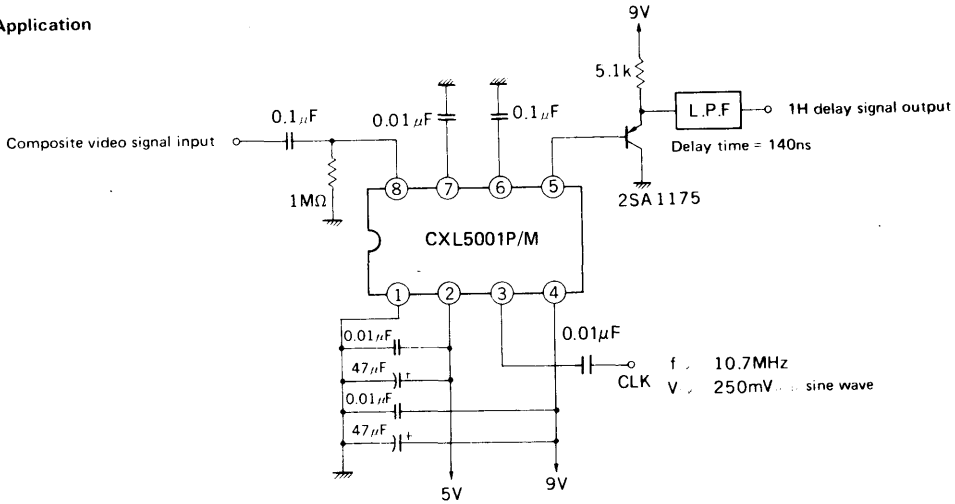 Application
9V
5.1k
L.P.F
1H delay signal output
Delay time = 140ns
2SA1175
0.1μF
0.01μF
0.1μF
Composite video signal input
1MΩ
8
7
6
5
CXL5001P/M
1
2
3
4
0.01μF
47μF +
0.01μF
47μF +
0.01μF
CLK
f 10.7MHz
V 250mV sine wave
5V
9V